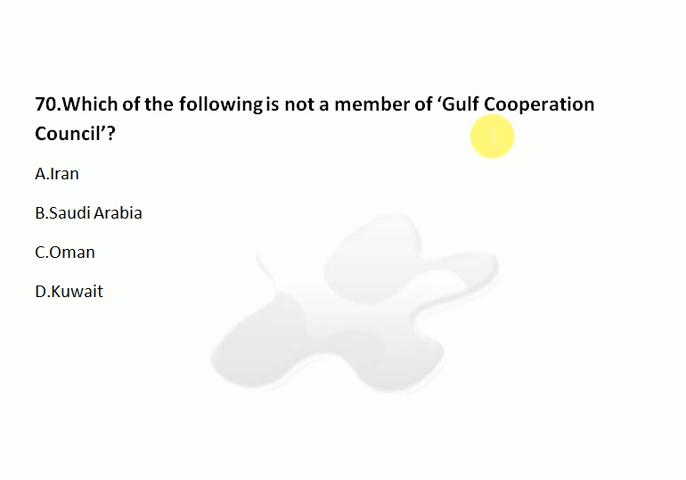 70.Which of the following is not a member of ‘Gulf Cooperation
Council’?
A.Iran
B.Saudi Arabia
C.Oman
D.Kuwait